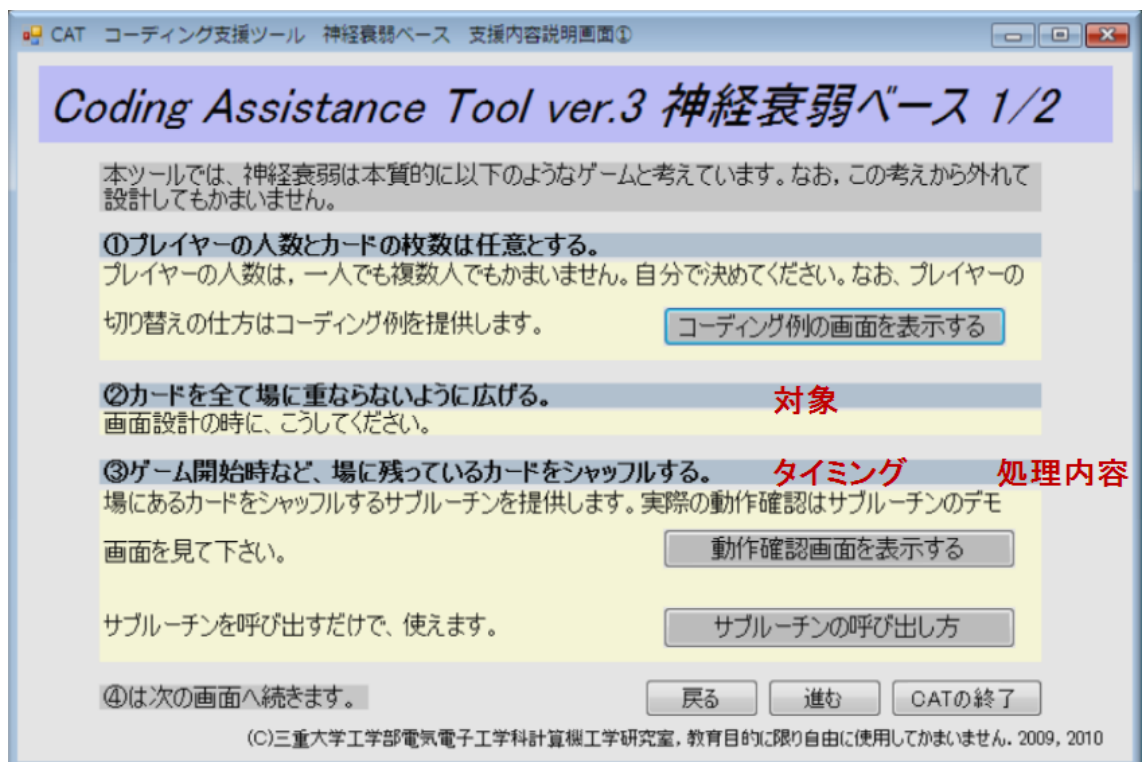 CAT コーディング支援ツール 神経衰弱ベース 支援内容説明画面①
Coding Assistance Tool ver.3 神経衰弱ベース 1/2
本ツールでは、神経衰弱は本質的に以下のようなゲームと考えています。なお，この考えから外れて
設計してもかまいません。
①プレイヤーの人数とカードの枚数は任意とする。
プレイヤーの人数は，一人でも複数人でもかまいません。自分で決めてください。なお、プレイヤーの
切り替えの仕方はコーディング例を提供します。 コーディング例の画面を表示する
②カードを全て場に重ならないように広げる。 対象
画面設計の時に、こうしてください。
③ゲーム開始時など、場に残っているカードをシャッフルする。 タイミング 処理内容
場にあるカードをシャッフルするサブルーチンを提供します。実際の動作確認はサブルーチンのデモ
画面を見て下さい。 動作確認画面を表示する
サブルーチンを呼び出すだけで、使えます。 サブルーチンの呼び出し方
④は次の画面へ続きます。 戻る 進む CATの終了
(C)三重大学工学部電気電子工学科計算機工学研究室，教育目的に限り自由に使用してかまいません．2009, 2010